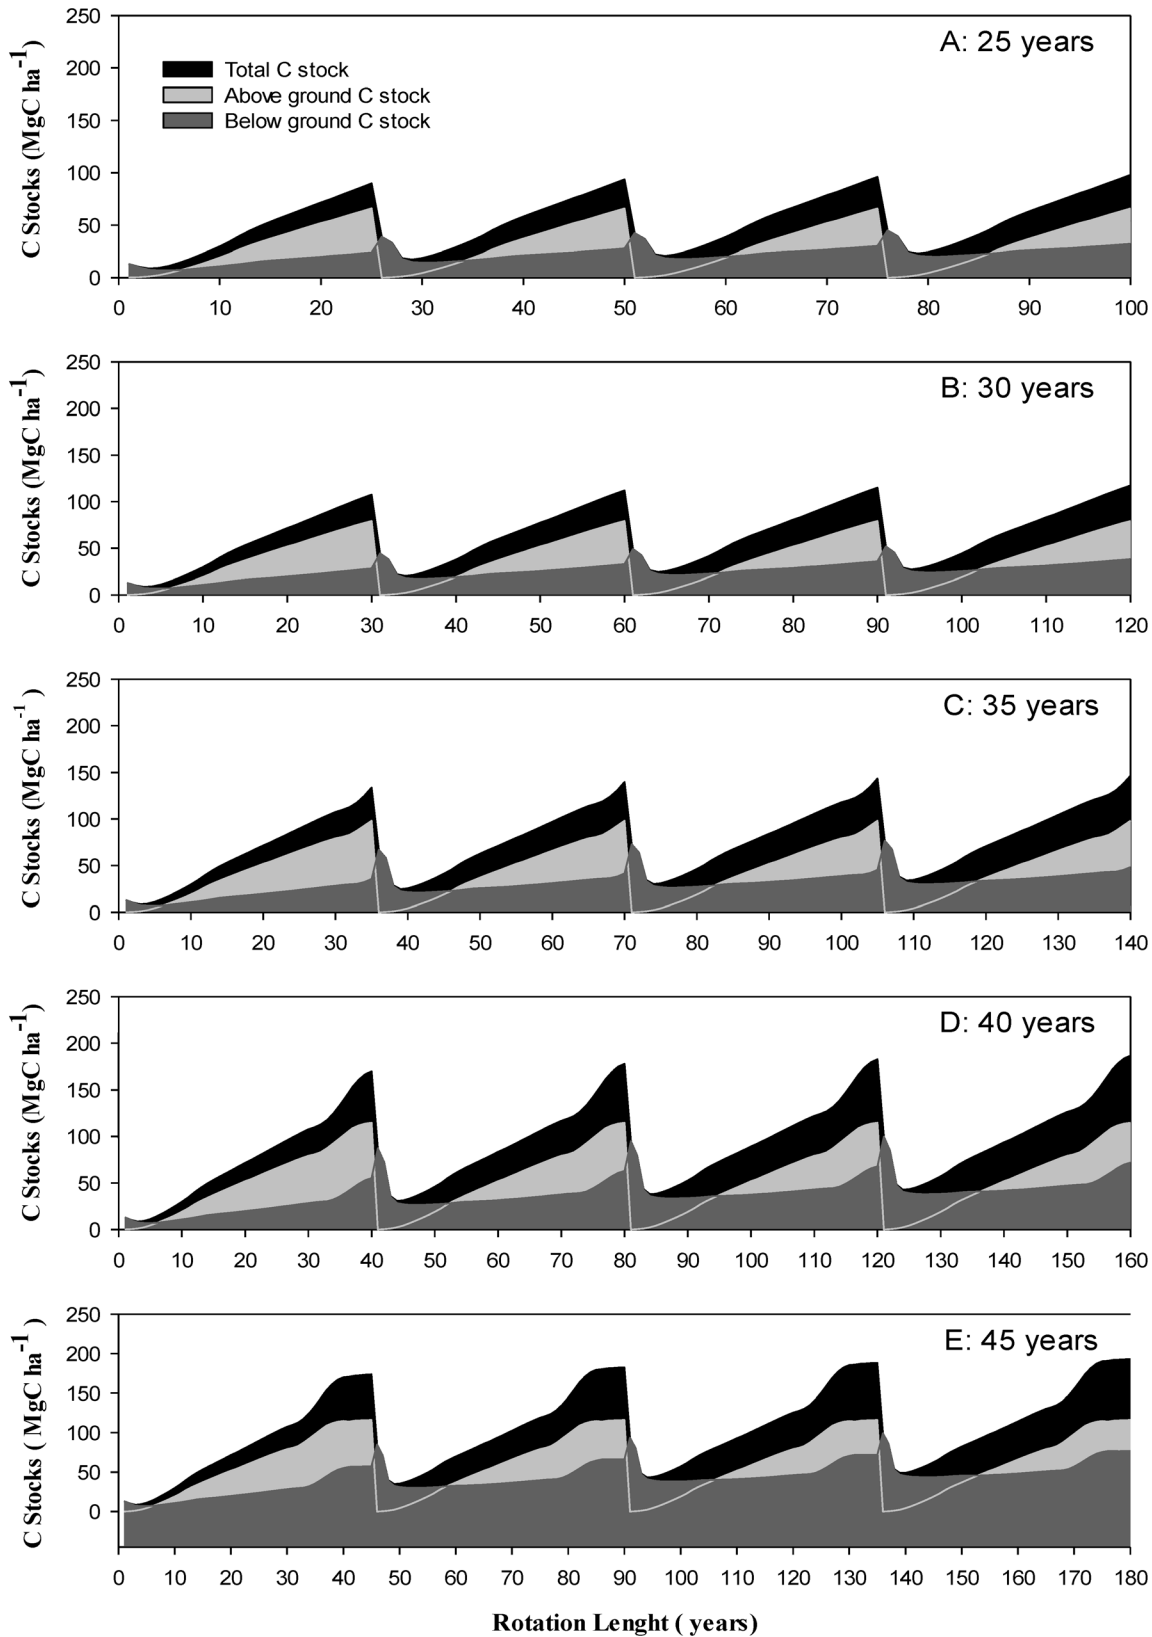 C Stocks (MgC ha-1)
250
200
150
100
50
0
A: 25 years
Total C stock
Above ground C stock
Below ground C stock
0 10 20 30 40 50 60 70 80 90 100
C Stocks (MgC ha-1)
250
200
150
100
50
0
B: 30 years
0 10 20 30 40 50 60 70 80 90 100 110 120
C Stocks (MgC ha-1 )
250
200
150
100
50
0
C: 35 years
0 10 20 30 40 50 60 70 80 90 100 110 120 130 140
C Stocks (MgC ha-1)
250
200
150
100
50
0
D: 40 years
0 10 20 30 40 50 60 70 80 90 100 110 120 130 140 150 160
C Stocks ( MgC ha-1)
250
200
150
100
50
0
E: 45 years
0 10 20 30 40 50 60 70 80 90 100 110 120 130 140 150 160 170 180
Rotation Lenght ( years)